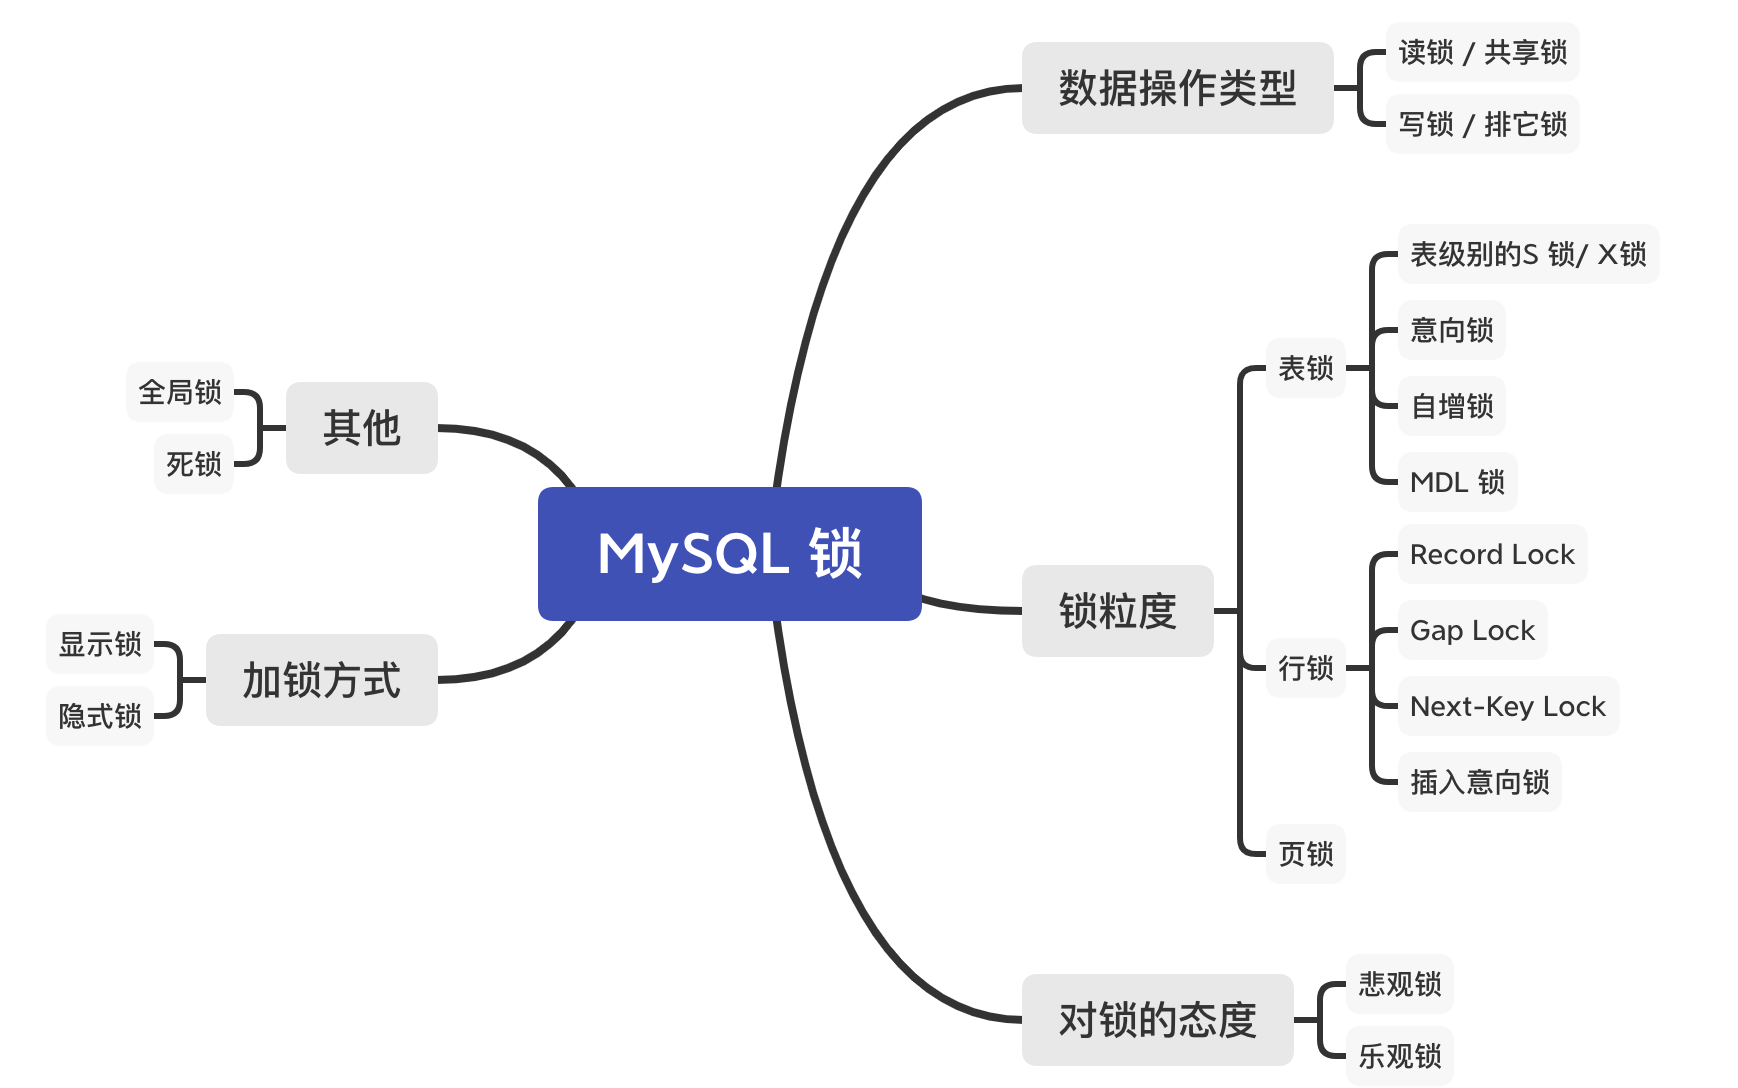 MySQL 锁
数据操作类型
读锁 / 共享锁
写锁 / 排它锁
锁粒度
表锁
表级别的S 锁/ X锁
意向锁
自增锁
MDL 锁
行锁
Record Lock
Gap Lock
Next-Key Lock
插入意向锁
页锁
对锁的态度
悲观锁
乐观锁
其他
全局锁
死锁
加锁方式
显示锁
隐式锁